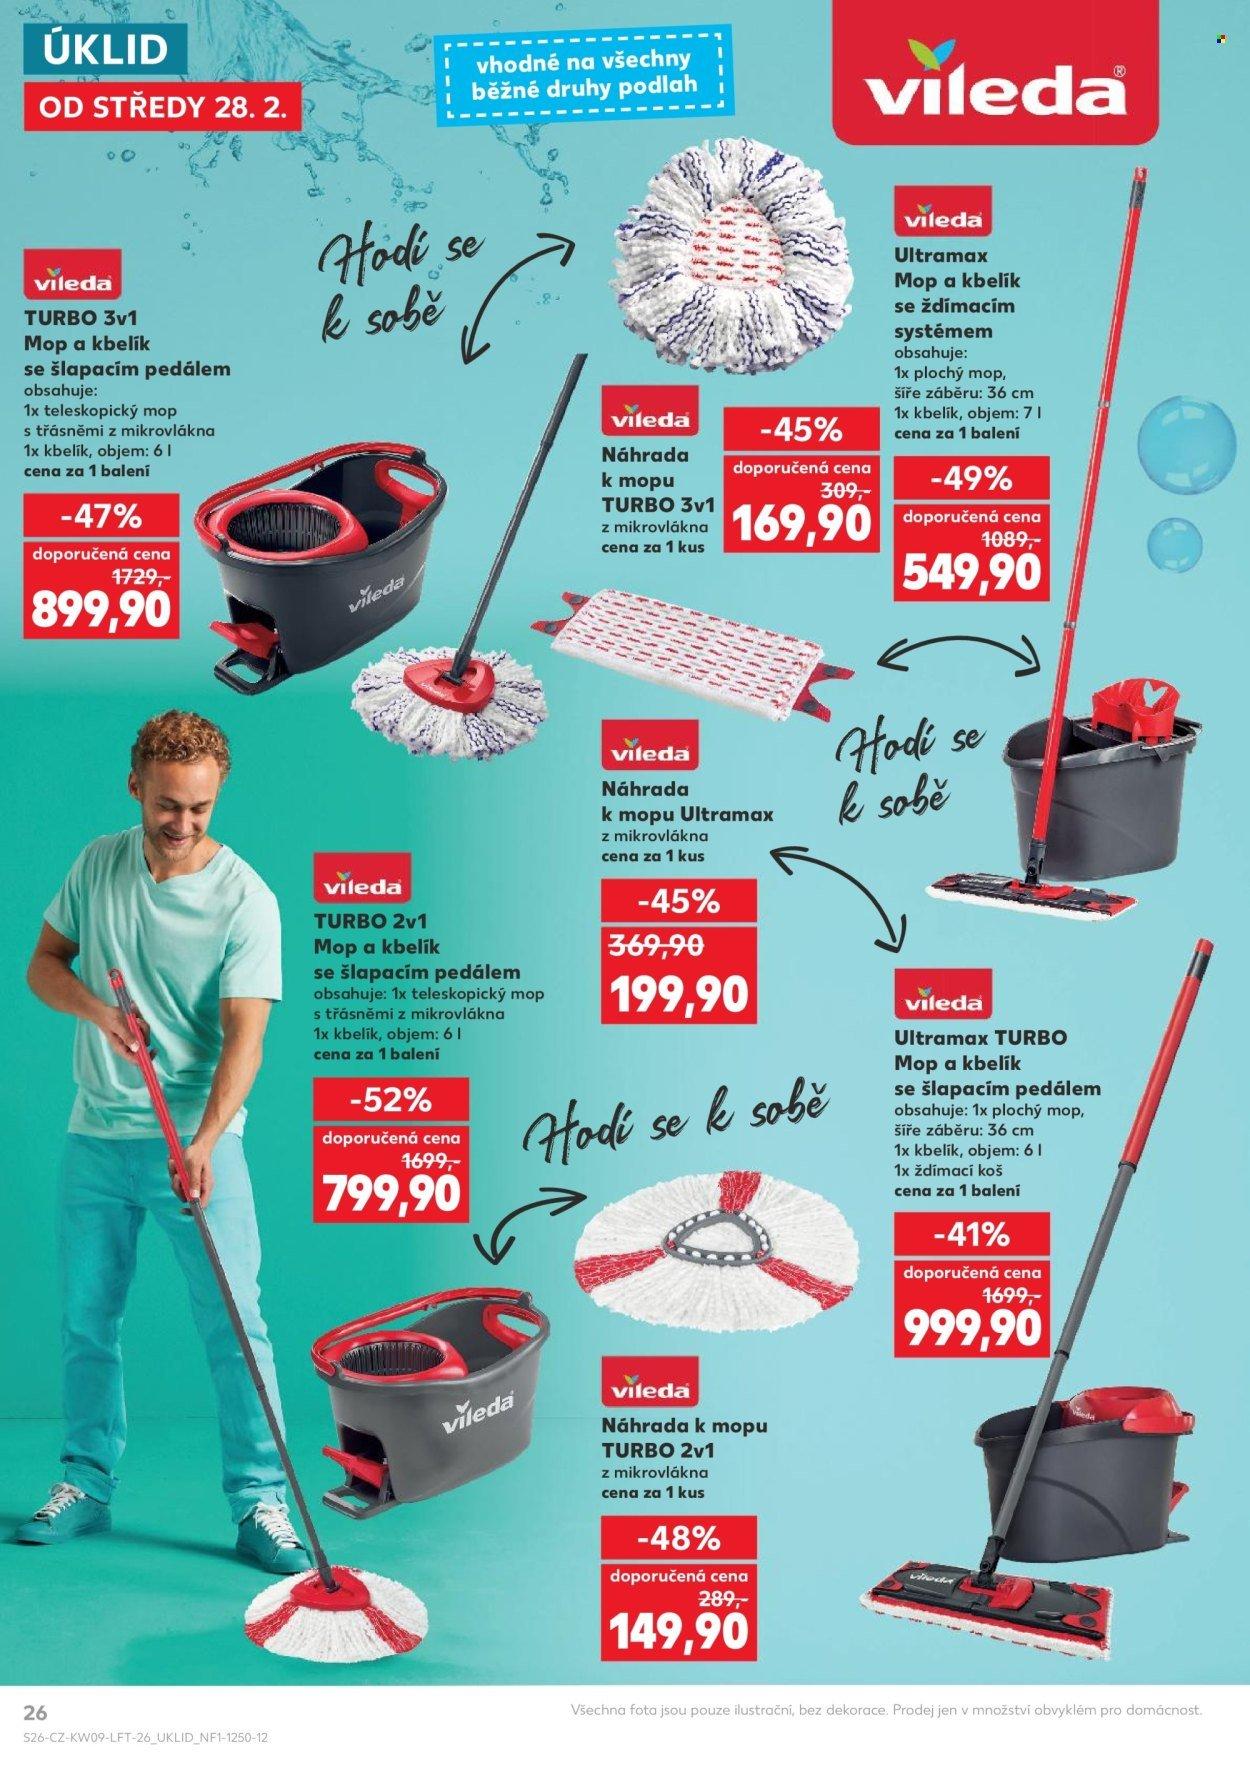 ÚKLID
OD STŘEDY 28. 2.
vhodné na všechny
běžné druhy podlah
vileda®
vileda
TURBO 3v1
Mop a kbelík
se šlapacím pedálem
obsahuje:
1x teleskopický mop
s třásněmi z mikrovlákna
1x kbelík, objem: 6 l
cena za 1 balení
-47%
doporučená cena
1729,-
899,90
Hodí se
k sobě
vileda
vileda
Náhrada
k mopu
TURBO 3v1
z mikrovlákna
cena za 1 kus
-45%
doporučená cena
309,-
169,90
vileda
Ultramax
Mop a kbelík
se ždímacím
systémem
obsahuje:
1x plochý mop,
šíře záběru: 36 cm
1x kbelík, objem: 7 l
cena za 1 balení
-49%
doporučená cena
1089,-
549,90
vileda
Náhrada
k mopu Ultramax
z mikrovlákna
cena za 1 kus
-45%
369,90
199,90
Hodí se
k sobě
vileda
TURBO 2v1
Mop a kbelík
se šlapacím pedálem
obsahuje: 1x teleskopický mop
s třásněmi z mikrovlákna
1x kbelík, objem: 6 l
cena za 1 balení
-52%
doporučená cena
1699,-
799,90
Hodí se k sobě
vileda
vileda
Ultramax TURBO
Mop a kbelík
se šlapacím pedálem
obsahuje: 1x plochý mop,
šíře záběru: 36 cm
1x kbelík, objem: 6 l
1x ždímací koš
cena za 1 balení
-41%
doporučená cena
1699,-
999,90
vileda
vileda
Náhrada k mopu
TURBO 2v1
z mikrovlákna
cena za 1 kus
-48%
doporučená cena
289,-
149,90
26
Všechna fota jsou pouze ilustrační, bez dekorace. Prodej jen v množství obvyklém pro domácnost.
S26-CZ-KW09-LFT-26_UKLID_NF1-1250-12